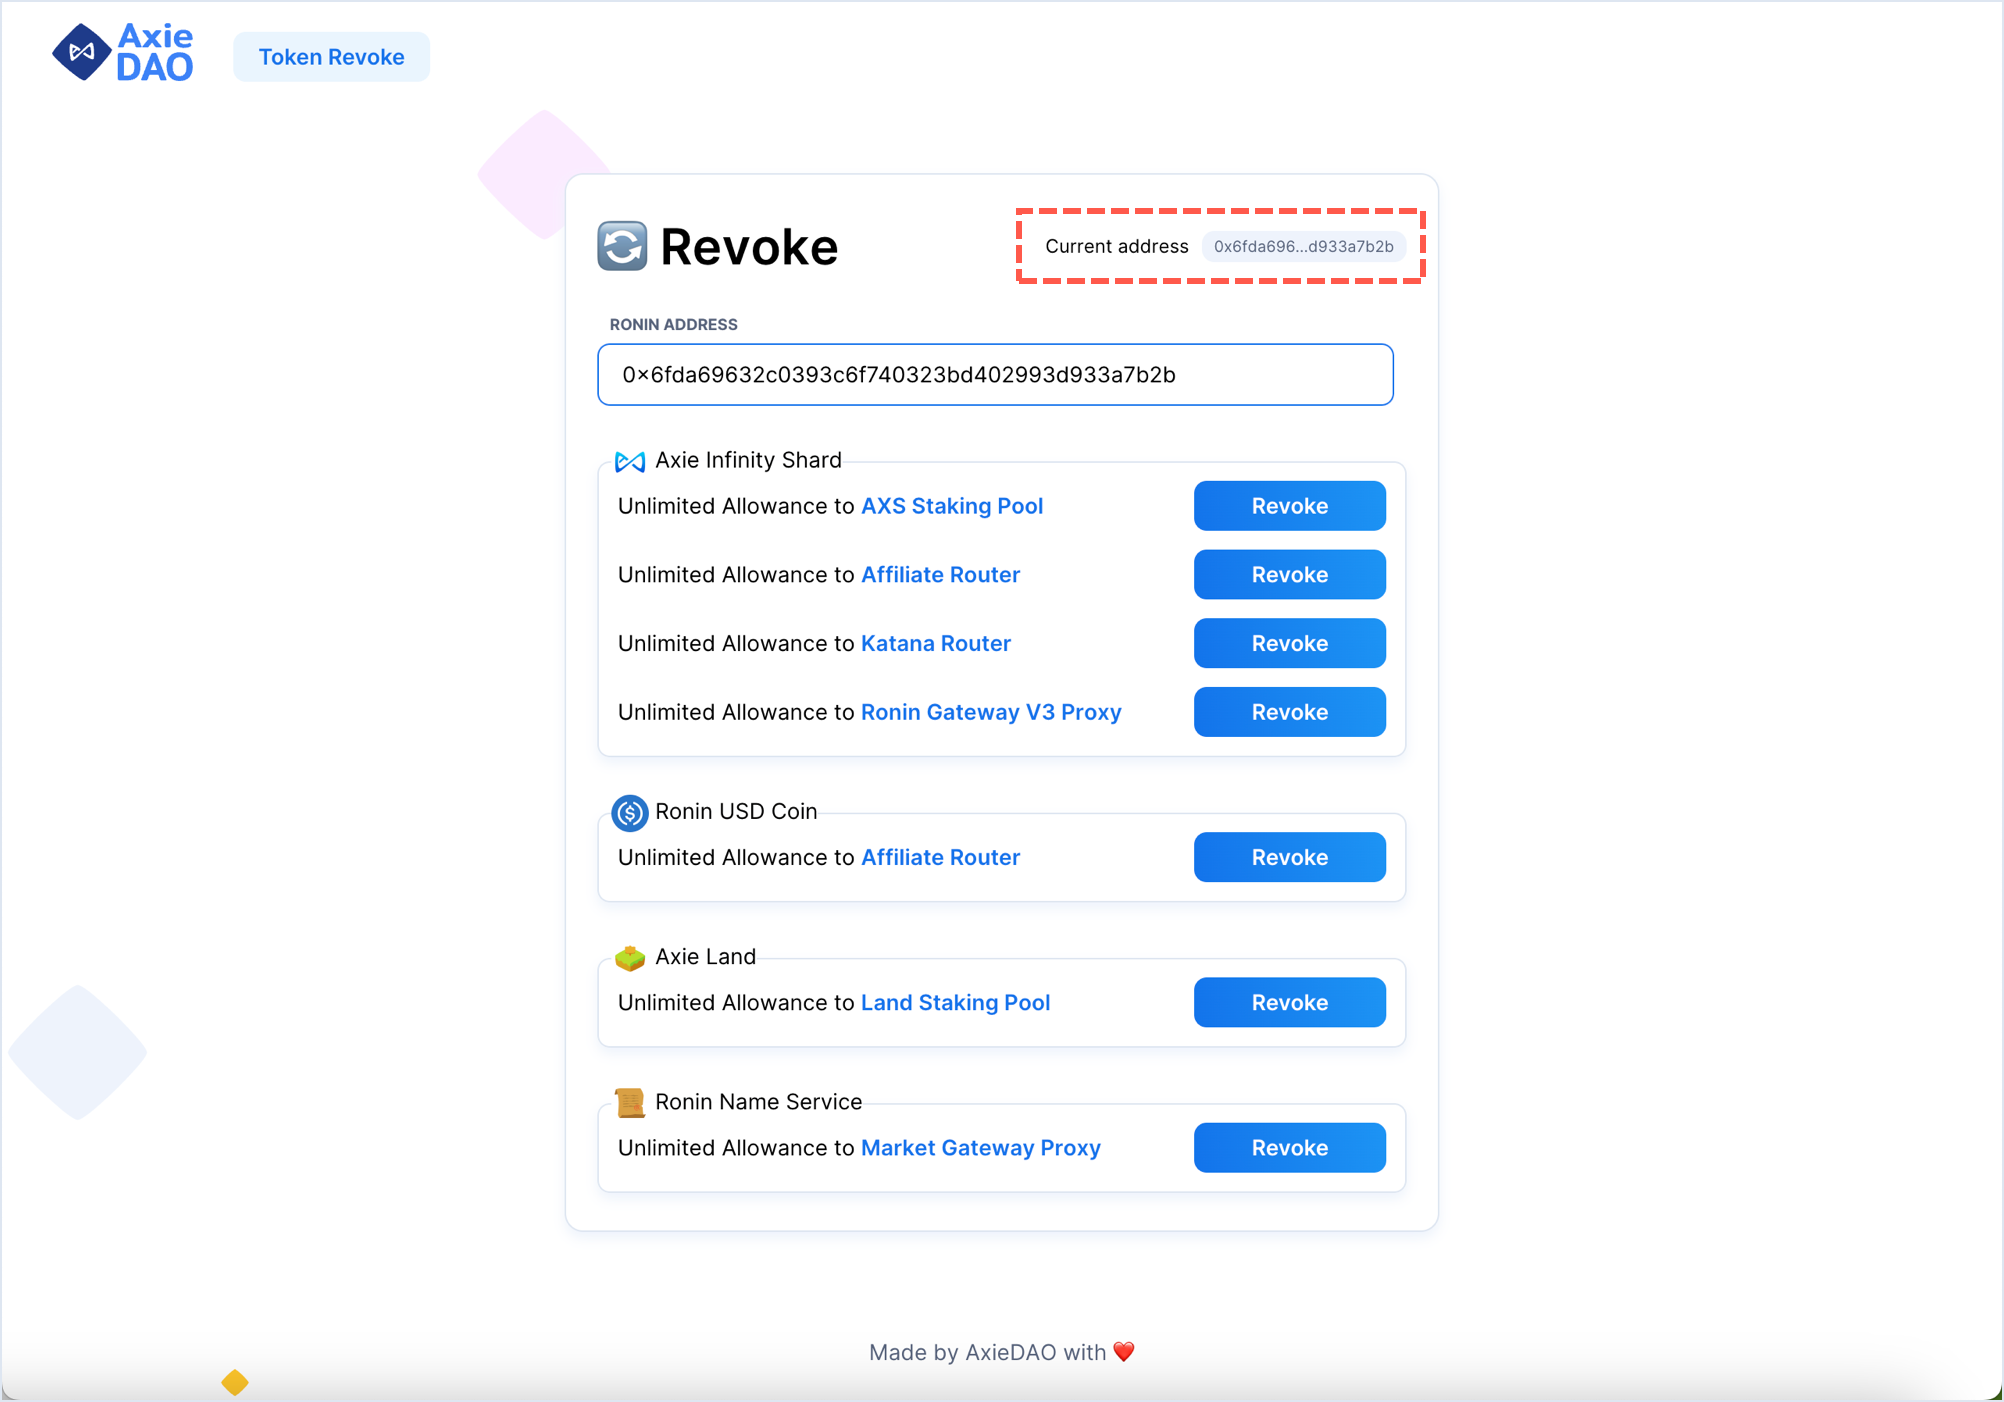 Axie
DAO
Token Revoke
Revoke
Current address 0x6fda696...d933a7b2b
RONIN ADDRESS
0×6fda69632c0393c6f740323bd402993d933a7b2b
Axie Infinity Shard
Unlimited Allowance to AXS Staking Pool Revoke
Unlimited Allowance to Affiliate Router Revoke
Unlimited Allowance to Katana Router Revoke
Unlimited Allowance to Ronin Gateway V3 Proxy Revoke
Ronin USD Coin
Unlimited Allowance to Affiliate Router Revoke
Axie Land
Unlimited Allowance to Land Staking Pool Revoke
Ronin Name Service
Unlimited Allowance to Market Gateway Proxy Revoke
Made by AxieDAO with ❤️